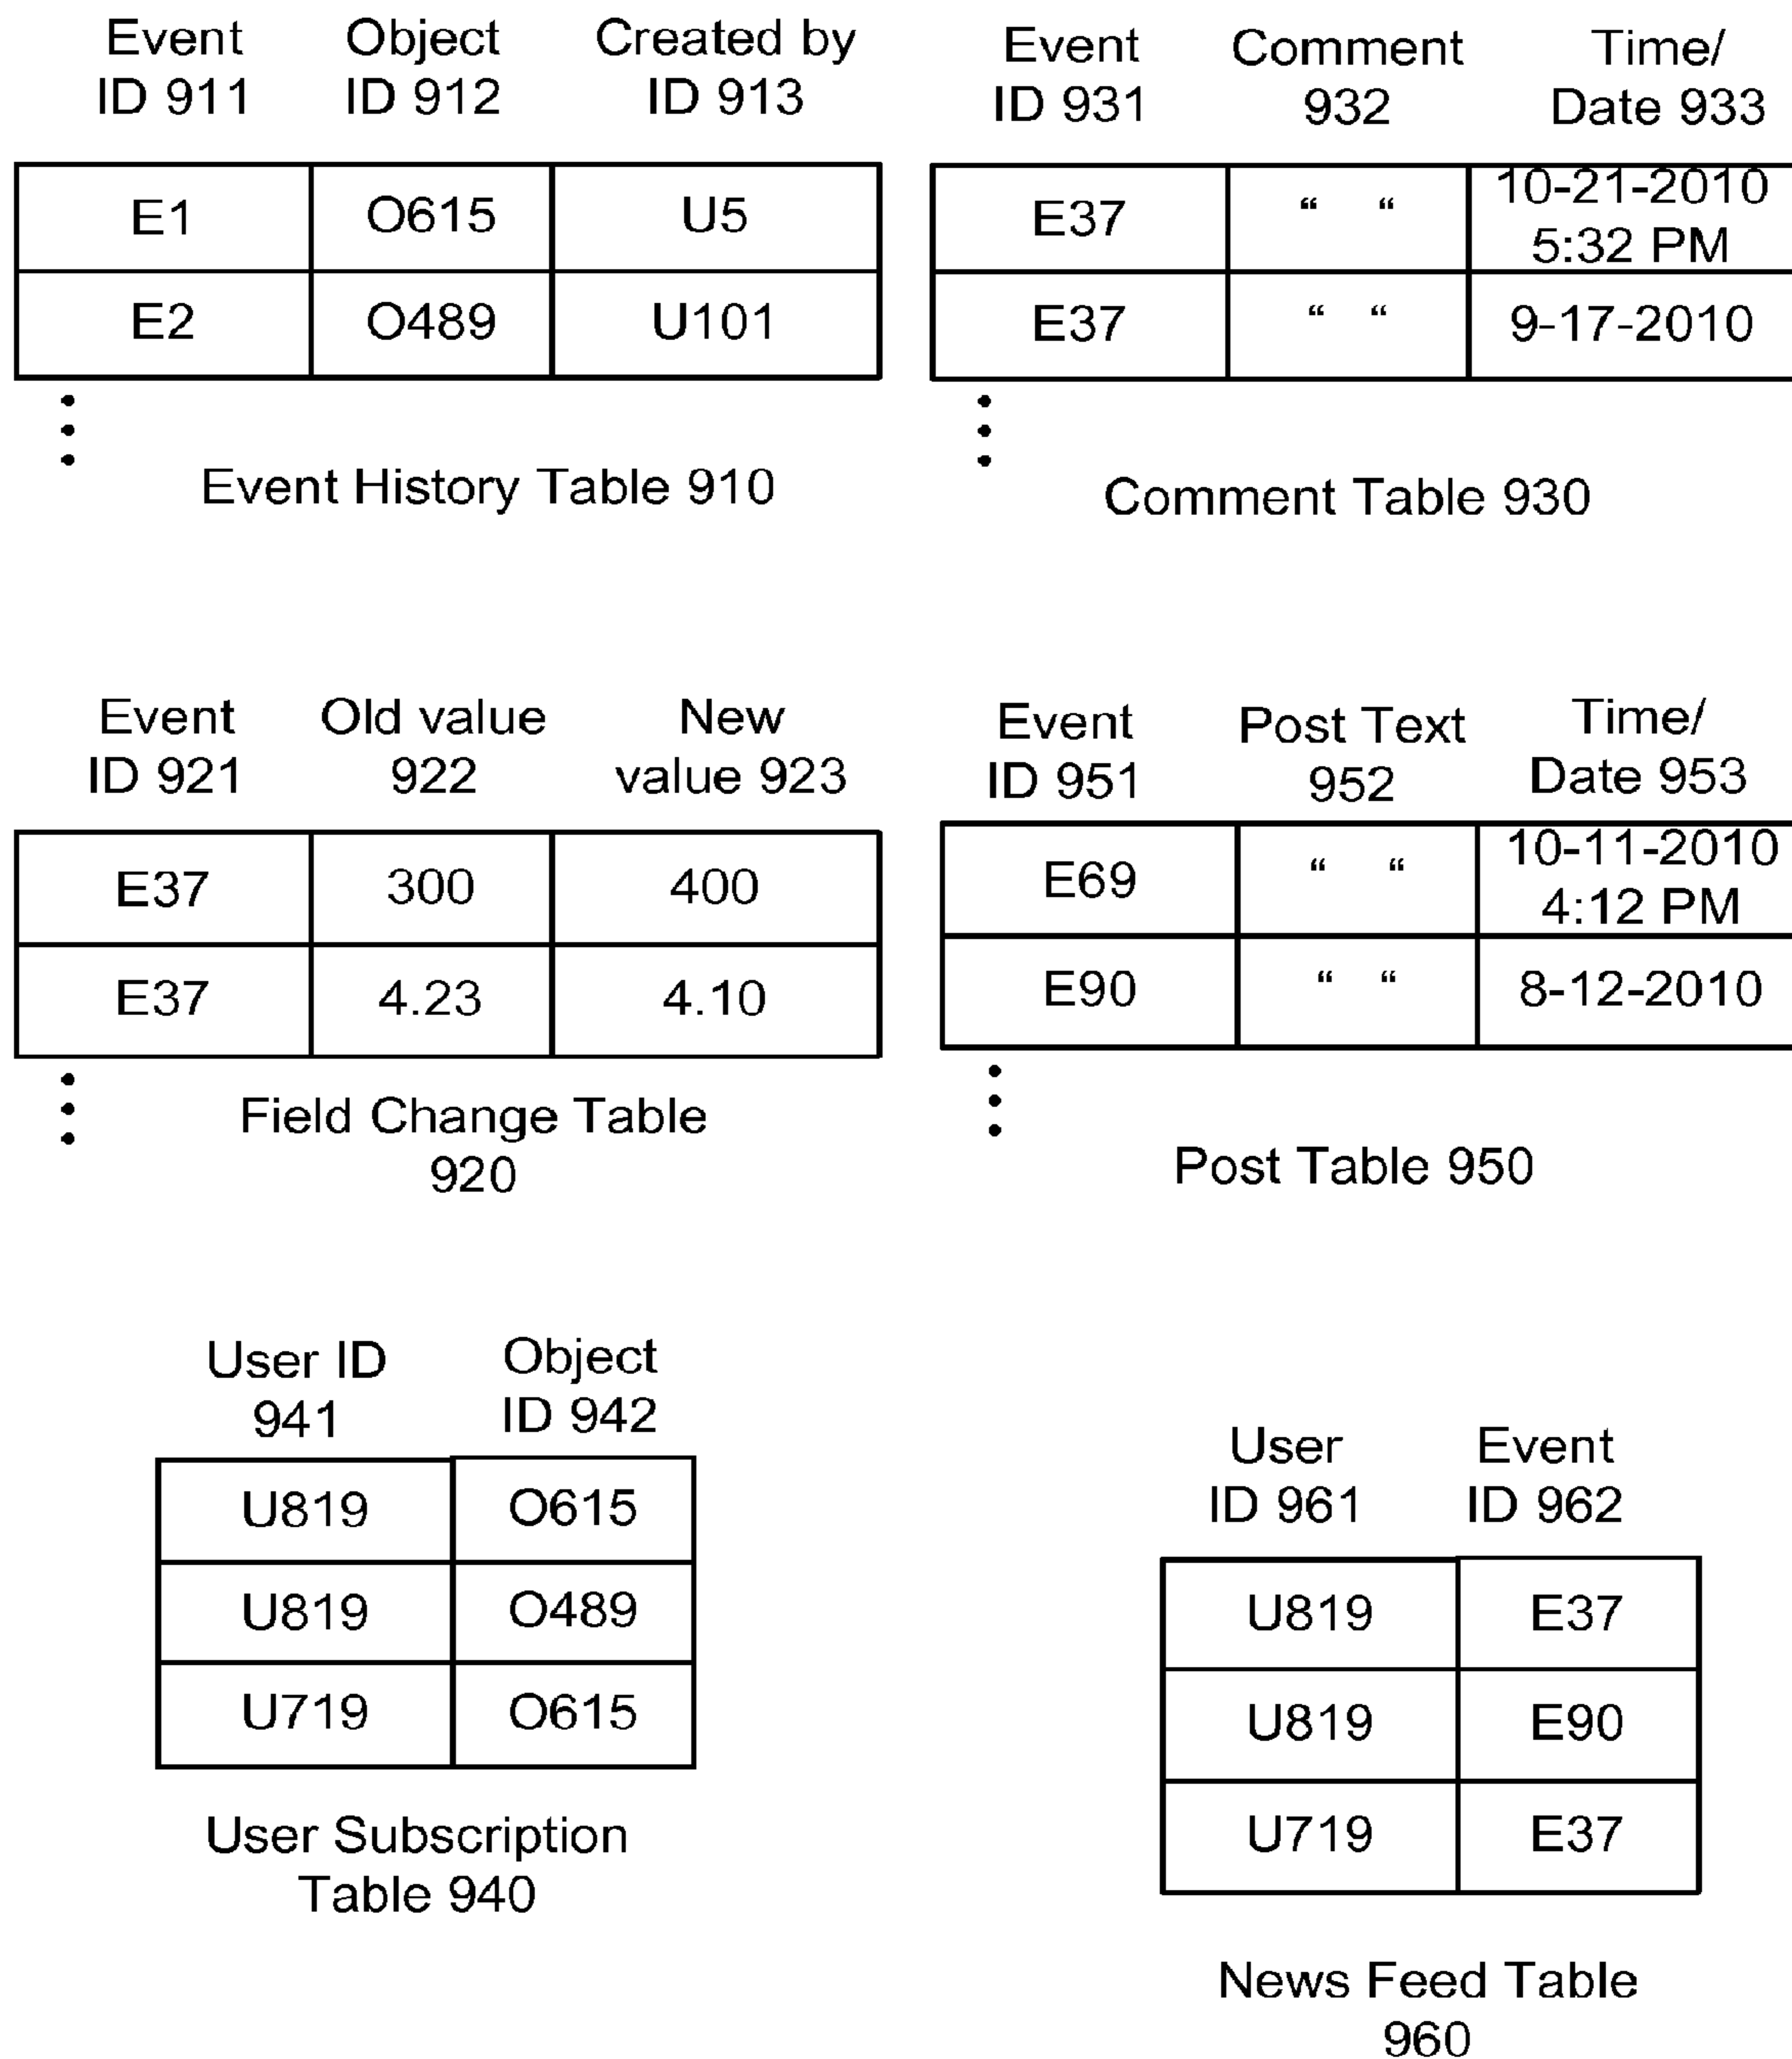 Event ID 911 Object ID 912 Created by ID 913
E1 O615 U5
E2 O489 U101
Event History Table 910
Event ID 931 Comment 932 Time/ Date 933
E37 “ “ 10-21-2010 5:32 PM
E37 “ “ 9-17-2010
Comment Table 930
Event ID 921 Old value 922 New value 923
E37 300 400
E37 4.23 4.10
Field Change Table 920
Event ID 951 Post Text 952 Time/ Date 953
E69 “ “ 10-11-2010 4:12 PM
E90 “ “ 8-12-2010
Post Table 950
User ID 941 Object ID 942
U819 O615
U819 O489
U719 O615
User Subscription Table 940
User ID 961 Event ID 962
U819 E37
U819 E90
U719 E37
News Feed Table 960